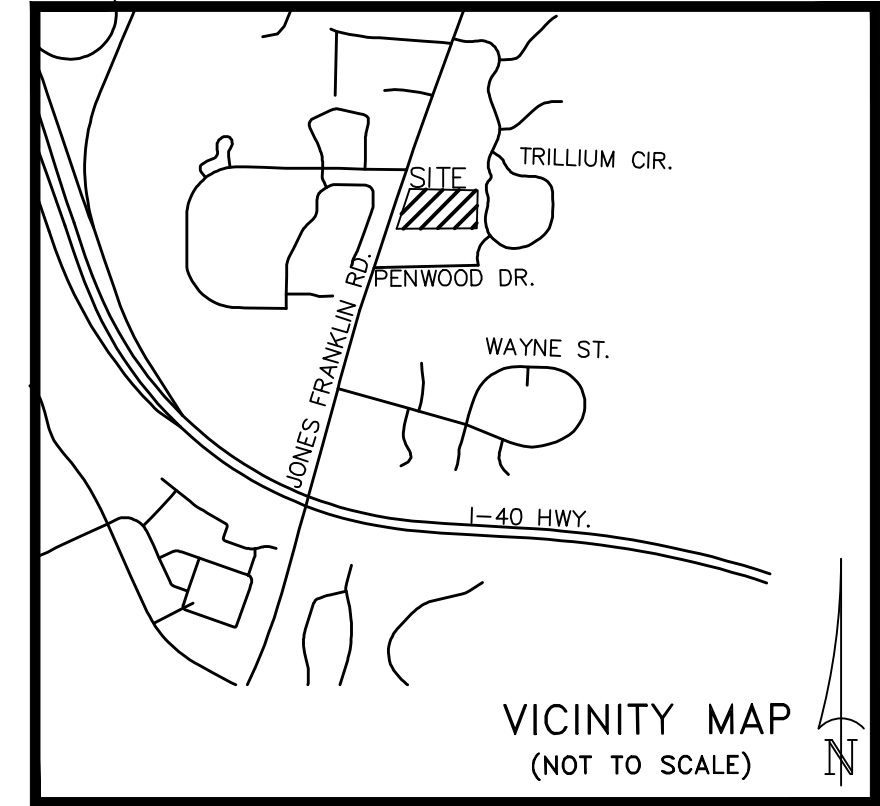 TRILLIUM CIR.
SITE
PENWOOD DR.
JONES FRANKLIN RD.
WAYNE ST.
I-40 HWY.
VICINITY MAP
(NOT TO SCALE)
N